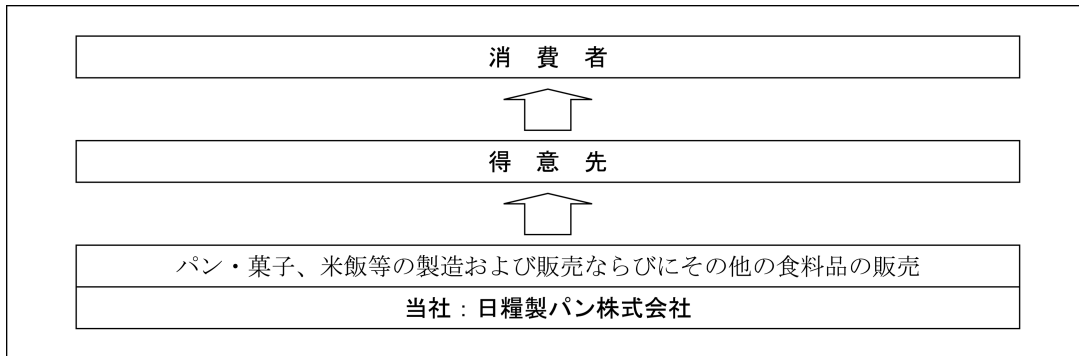 消 費 者
得 意 先
パン・菓子、米飯等の製造および販売ならびにその他の食料品の販売
当社：日糧製パン株式会社